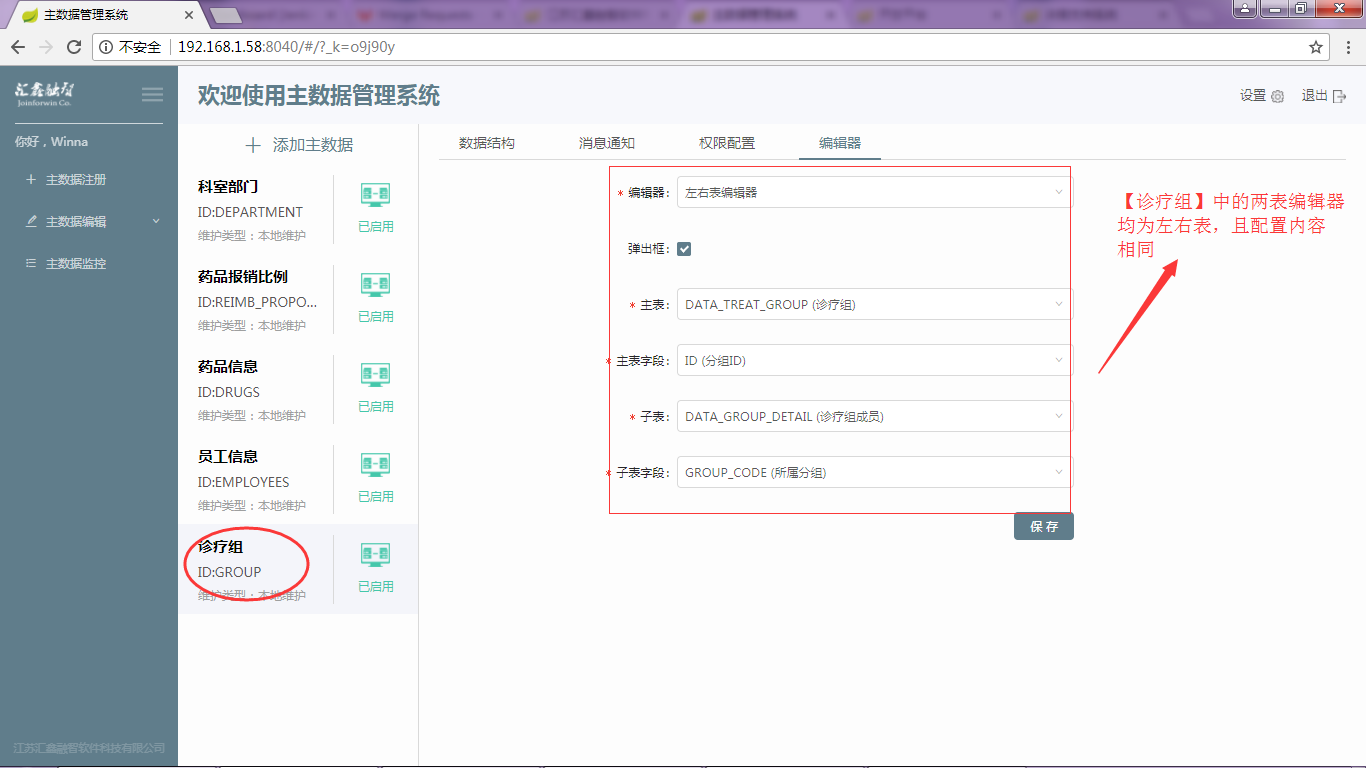 主数据管理系统
不安全
192.168.1.58:8040/#/?_k=o9j90y
汇鑫融智
Joinforwin Co.
你好，Winna
主数据注册
主数据编辑
主数据监控
江苏汇鑫融智软件科技有限公司
欢迎使用主数据管理系统
设置
退出
添加主数据
科室部门
ID:DEPARTMENT
维护类型：本地维护
已启用
药品报销比例
ID:REIMB_PROPO...
维护类型：本地维护
已启用
药品信息
ID:DRUGS
维护类型：本地维护
已启用
员工信息
ID:EMPLOYEES
维护类型：本地维护
已启用
诊疗组
ID:GROUP
维护类型：本地维护
已启用
数据结构 消息通知 权限配置 编辑器
* 编辑器: 左右表编辑器
弹出框:
* 主表: DATA_TREAT_GROUP (诊疗组)
* 主表字段: ID (分组ID)
* 子表: DATA_GROUP_DETAIL (诊疗组成员)
* 子表字段: GROUP_CODE (所属分组)
保存
【诊疗组】中的两表编辑器
均为左右表，且配置内容
相同